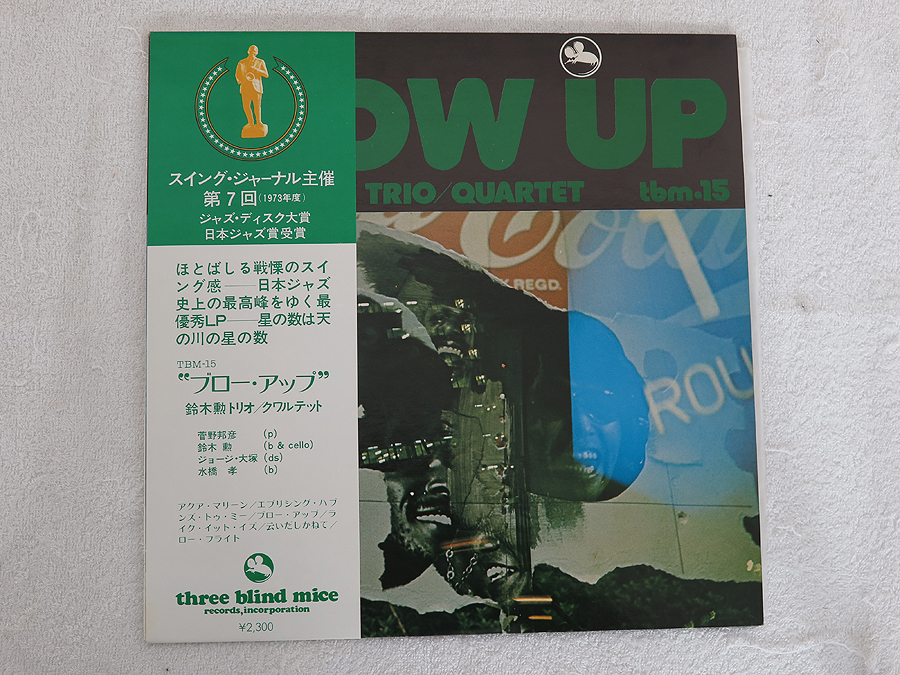 スイング・ジャーナル主催
第7回(1973年度)
ジャズ・ディスク大賞
日本ジャズ賞受賞
ほとばしる戦慄のスイ
ング感——日本ジャズ
史上の最高峰をゆく最
優秀LP——星の数は天
の川の星の数
TBM-15
“ブロー・アップ”
鈴木勲トリオ/クワルテット
菅野邦彦 (p)
鈴木 勲 (b & cello)
ジョージ・大塚 (ds)
水橋 孝 (b)
アクア・マリーン/エブリシング・ハプ
ンス・トゥ・ミー/ブロー・アップ/ラ
イク・イット・イズ/云いだしかねて/
ロー・フライト
three blind mice
records, incorporation
¥2,300
OW UP
TRIO/QUARTET tbm•15
REGD.
ROU